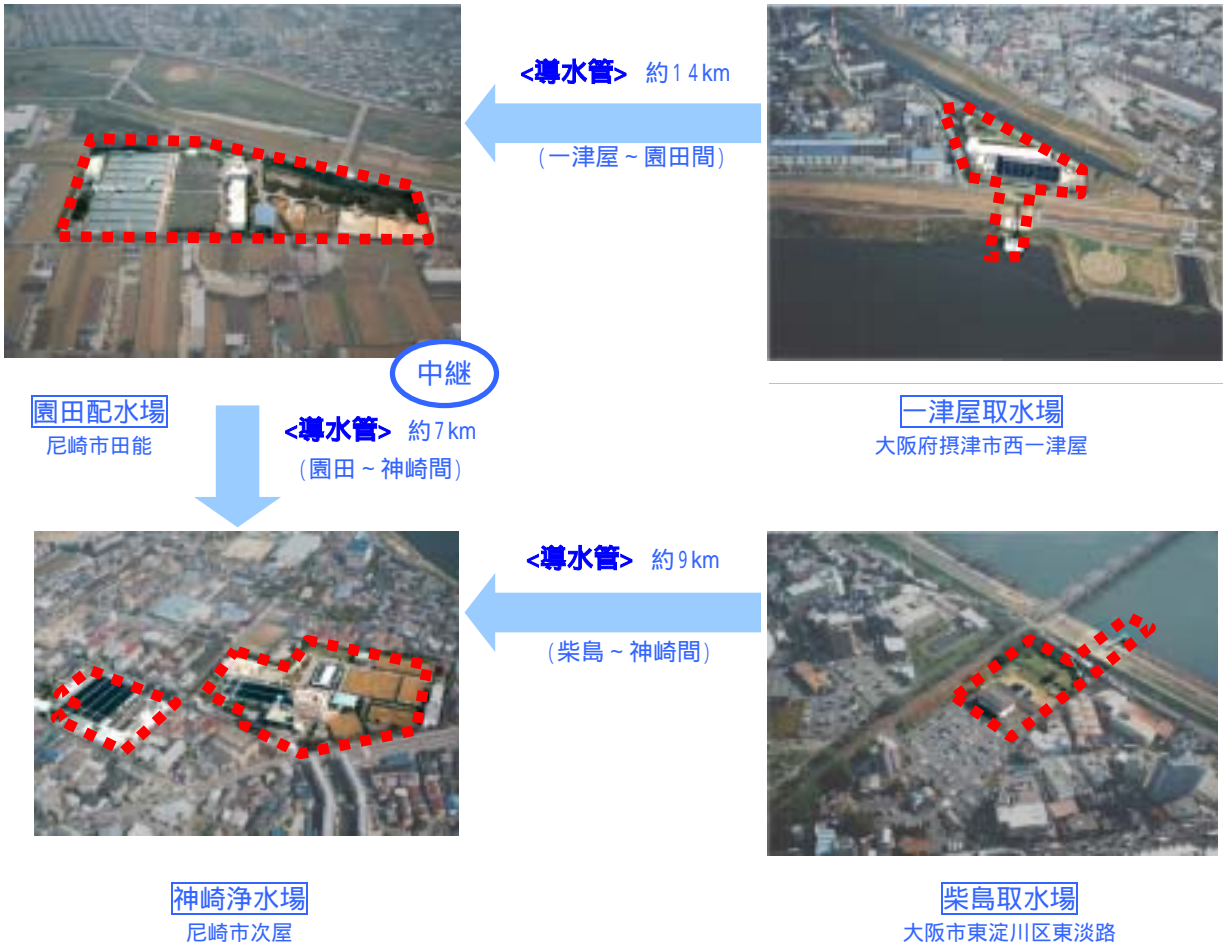 <導水管> 約14km
(一津屋~園田間)
中継
園田配水場
尼崎市田能
一津屋取水場
大阪府摂津市西一津屋
<導水管> 約7km
(園田~神崎間)
<導水管> 約9km
(柴島~神崎間)
神崎浄水場
尼崎市次屋
柴島取水場
大阪市東淀川区東淡路